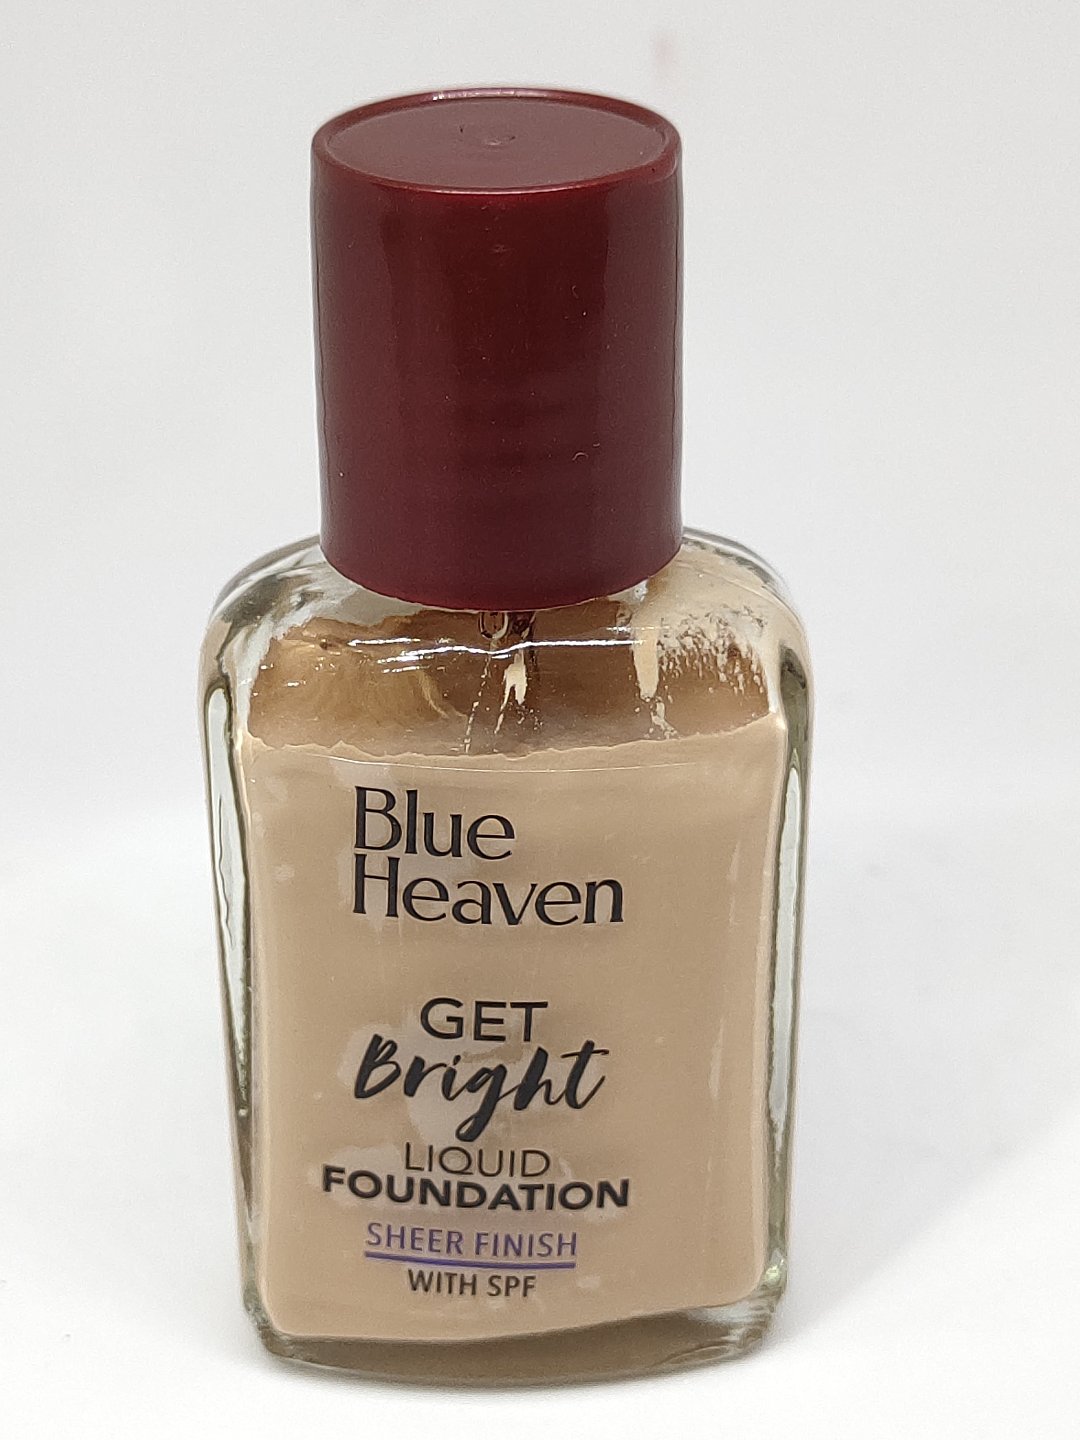 Blue
Heaven
GET
Bright
LIQUID
FOUNDATION
SHEER FINISH
WITH SPF